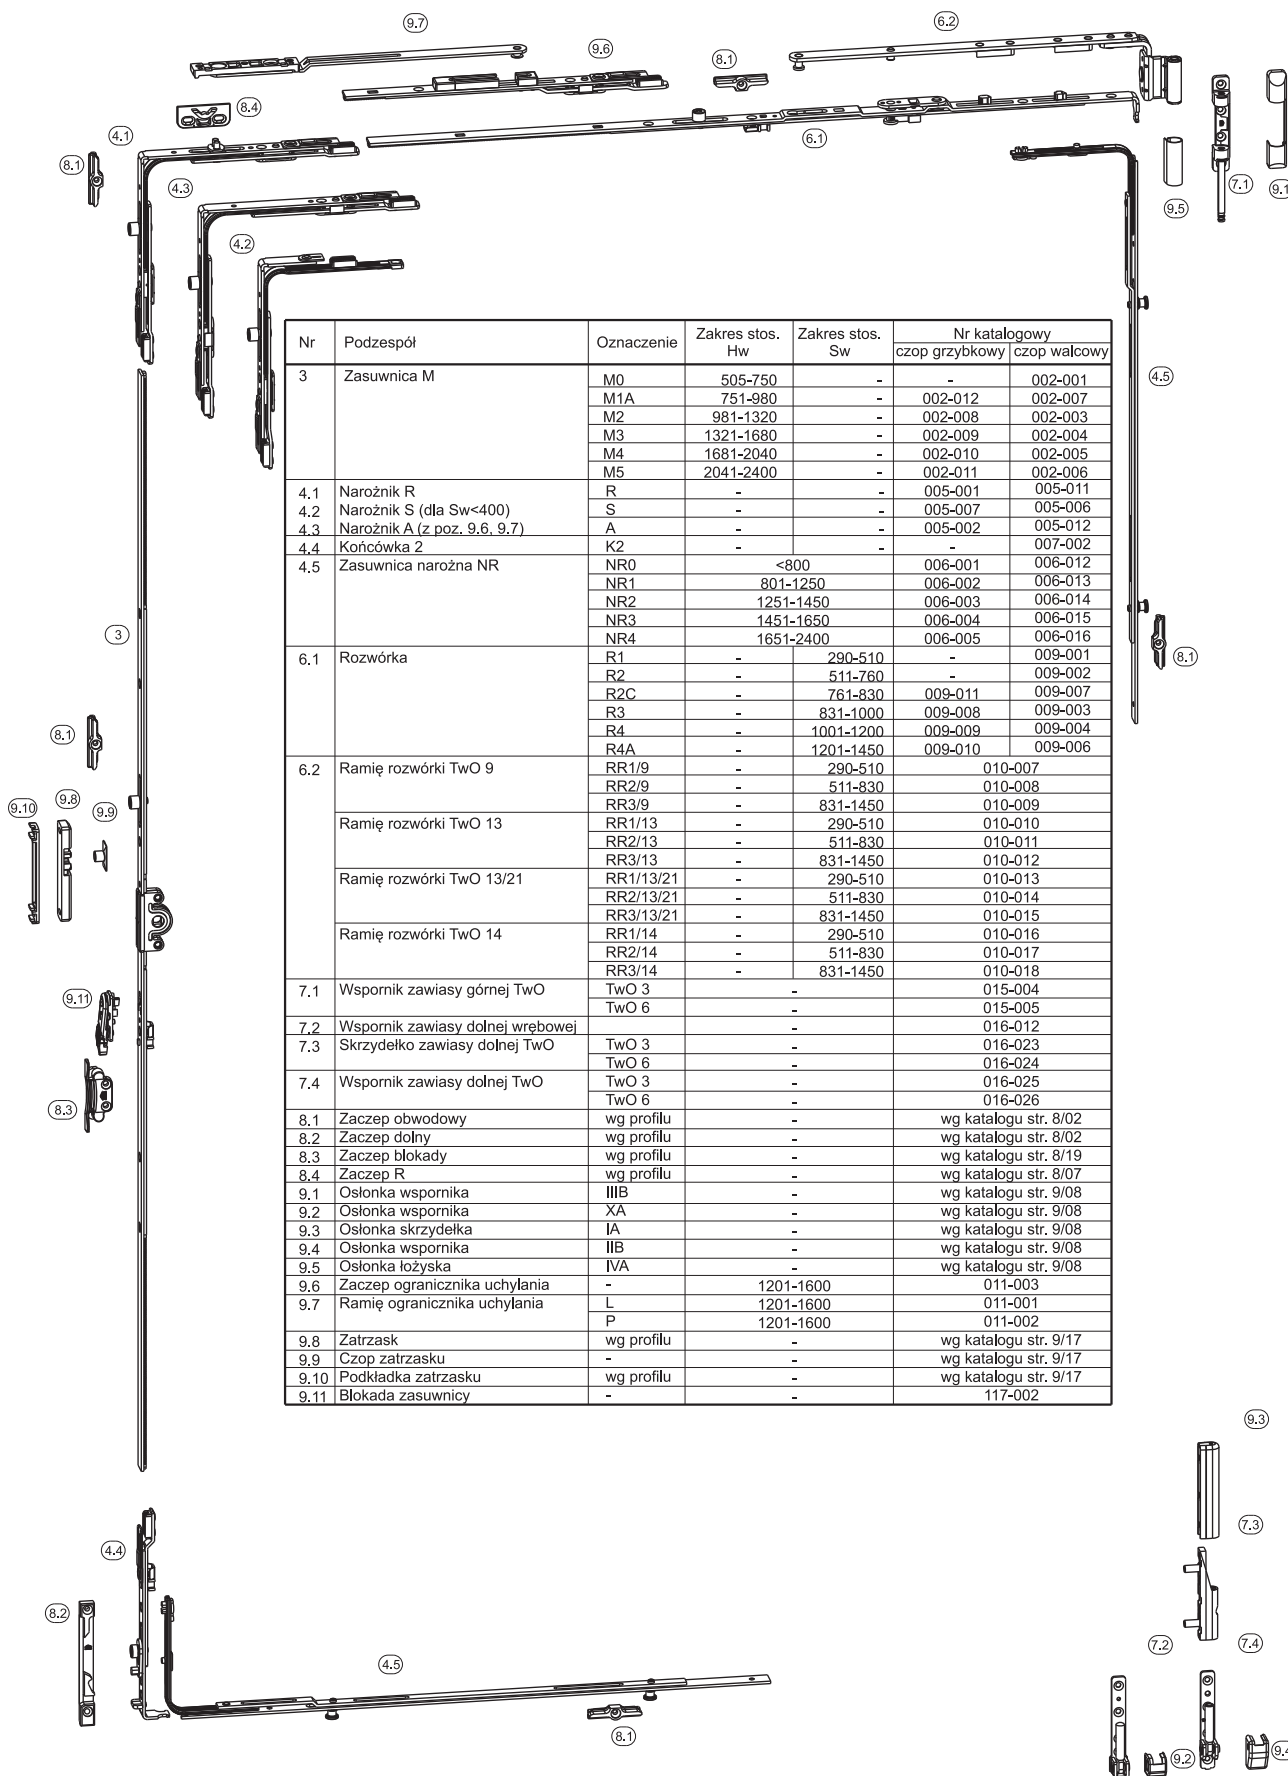 9.7
6.2
9.6
8.1
8.4
4.1
6.1
8.1
4.3
7.1
9.1
9.5
4.2
Nr Podzespół Oznaczenie Zakres stos. Hw Zakres stos. Sw Nr katalogowy
czop grzybkowy czop walcowy
3 Zasuwnica M M0 505-750 - - 002-001
M1A 751-980 - 002-012 002-007
M2 981-1320 - 002-008 002-003
M3 1321-1680 - 002-009 002-004
M4 1681-2040 - 002-010 002-005
M5 2041-2400 - 002-011 002-006
4.1 Narożnik R R - - 005-001 005-011
4.2 Narożnik S (dla Sw<400) S - - 005-007 005-006
4.3 Narożnik A (z poz. 9.6, 9.7) A - - 005-002 005-012
4.4 Końcówka 2 K2 - - - 007-002
4.5 Zasuwnica narożna NR NR0 <800 006-001 006-012
NR1 801-1250 006-002 006-013
NR2 1251-1450 006-003 006-014
NR3 1451-1650 006-004 006-015
NR4 1651-2400 006-005 006-016
6.1 Rozwórka R1 - 290-510 - 009-001
R2 - 511-760 - 009-002
R2C - 761-830 009-011 009-007
R3 - 831-1000 009-008 009-003
R4 - 1001-1200 009-009 009-004
R4A - 1201-1450 009-010 009-006
6.2 Ramię rozwórki TwO 9 RR1/9 - 290-510 010-007
RR2/9 - 511-830 010-008
RR3/9 - 831-1450 010-009
Ramię rozwórki TwO 13 RR1/13 - 290-510 010-010
RR2/13 - 511-830 010-011
RR3/13 - 831-1450 010-012
Ramię rozwórki TwO 13/21 RR1/13/21 - 290-510 010-013
RR2/13/21 - 511-830 010-014
RR3/13/21 - 831-1450 010-015
Ramię rozwórki TwO 14 RR1/14 - 290-510 010-016
RR2/14 - 511-830 010-017
RR3/14 - 831-1450 010-018
7.1 Wspornik zawiasy górnej TwO TwO 3 - 015-004
TwO 6 - 015-005
7.2 Wspornik zawiasy dolnej wrębowej - 016-012
7.3 Skrzydełko zawiasy dolnej TwO TwO 3 - 016-023
TwO 6 - 016-024
7.4 Wspornik zawiasy dolnej TwO TwO 3 - 016-025
TwO 6 - 016-026
8.1 Zaczep obwodowy wg profilu - wg katalogu str. 8/02
8.2 Zaczep dolny wg profilu - wg katalogu str. 8/02
8.3 Zaczep blokady wg profilu - wg katalogu str. 8/19
8.4 Zaczep R wg profilu - wg katalogu str. 8/07
9.1 Osłonka wspornika IIIB - wg katalogu str. 9/08
9.2 Osłonka wspornika XA - wg katalogu str. 9/08
9.3 Osłonka skrzydełka IA - wg katalogu str. 9/08
9.4 Osłonka wspornika IIB - wg katalogu str. 9/08
9.5 Osłonka łożyska IVA - wg katalogu str. 9/08
9.6 Zaczep ogranicznika uchylania - 1201-1600 011-003
9.7 Ramię ogranicznika uchylania L 1201-1600 011-001
P 1201-1600 011-002
9.8 Zatrzask wg profilu - wg katalogu str. 9/17
9.9 Czop zatrzasku - - wg katalogu str. 9/17
9.10 Podkładka zatrzasku wg profilu - wg katalogu str. 9/17
9.11 Blokada zasuwnicy - - 117-002
4.5
3
8.1
8.1
9.10
9.8
9.9
9.11
8.3
9.3
7.3
4.4
8.2
7.2
7.4
4.5
8.1
9.2
9.4